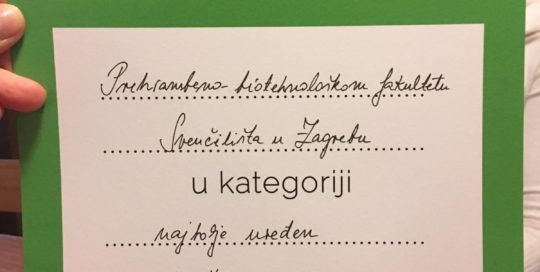 Prehrambeno biotehnološkom fakultetu
Sveučilišta u Zagrebu
u kategoriji
najbolje uređen